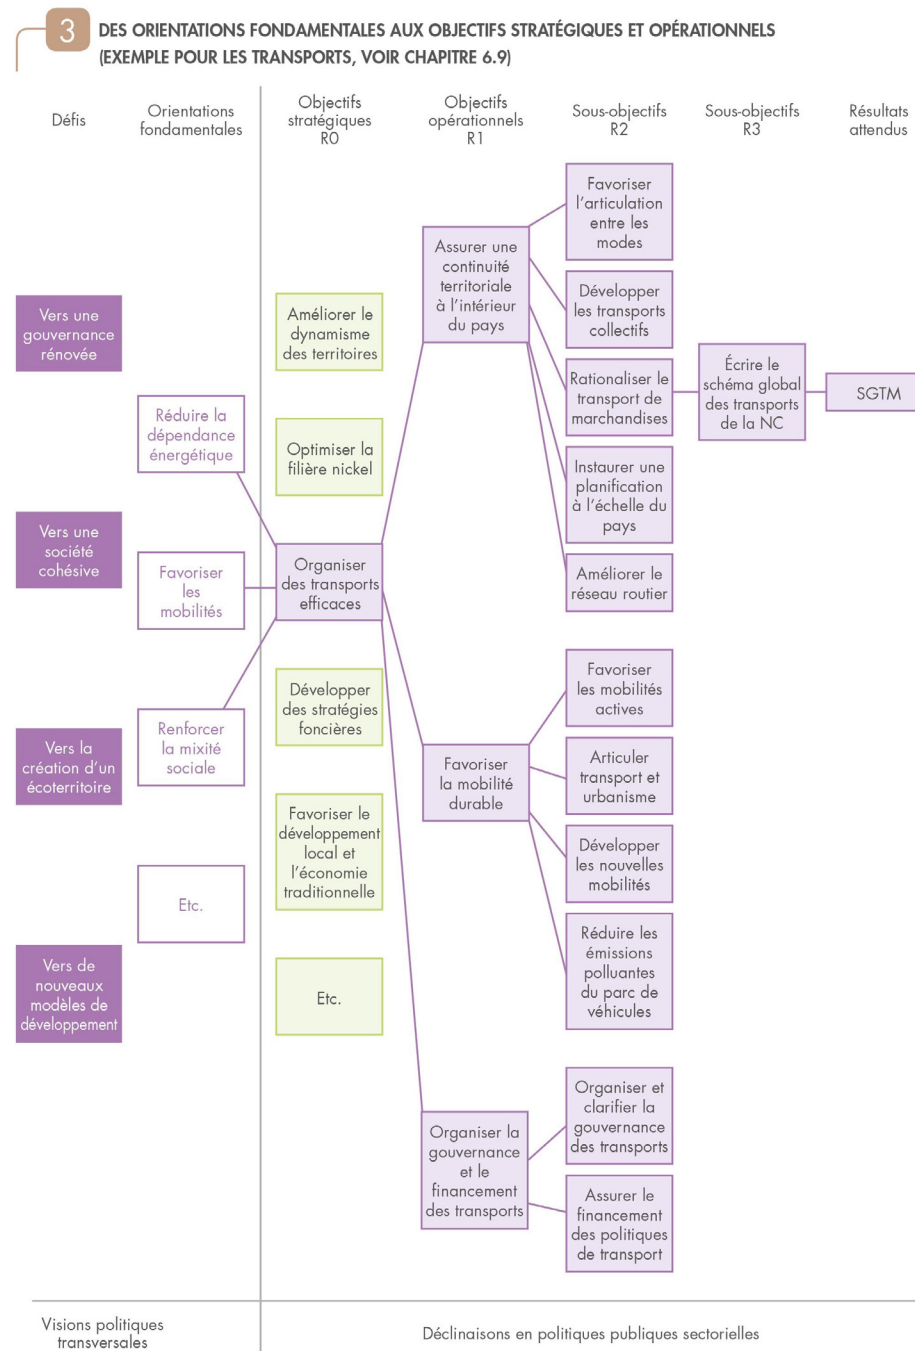 3
DES ORIENTATIONS FONDAMENTALES AUX OBJECTIFS STRATÉGIQUES ET OPÉRATIONNELS
(EXEMPLE POUR LES TRANSPORTS, VOIR CHAPITRE 6.9)
Défis
Orientations
fondamentales
Objectifs
stratégiques
R0
Objectifs
opérationnels
R1
Sous-objectifs
R2
Sous-objectifs
R3
Résultats
attendus
Vers une
gouvernance
rénovée
Vers une
société
cohésive
Vers la
création d'un
écoterritoire
Vers de
nouveaux
modèles de
développement
Réduire la
dépendance
énergétique
Favoriser
les
mobilités
Renforcer
la mixité
sociale
Etc.
Améliorer le
dynamisme
des territoires
Optimiser la
filière nickel
Organiser
des transports
efficaces
Développer
des stratégies
foncières
Favoriser le
développement
local et
l'économie
traditionnelle
Etc.
Assurer une
continuité
territoriale
à l'intérieur
du pays
Favoriser
la mobilité
durable
Organiser la
gouvernance
et le
financement
des transports
Favoriser
l'articulation
entre les
modes
Développer
les transports
collectifs
Rationaliser le
transport de
marchandises
Instaurer une
planification
à l'échelle du
pays
Améliorer le
réseau routier
Favoriser
les mobilités
actives
Articuler
transport et
urbanisme
Développer
les nouvelles
mobilités
Réduire les
émissions
polluantes
du parc de
véhicules
Organiser et
clarifier la
gouvernance
des transports
Assurer le
financement
des politiques
de transport
Écrire le
schéma global
des transports
de la NC
SGTM
Visions politiques
transversales
Déclinaisons en politiques publiques sectorielles